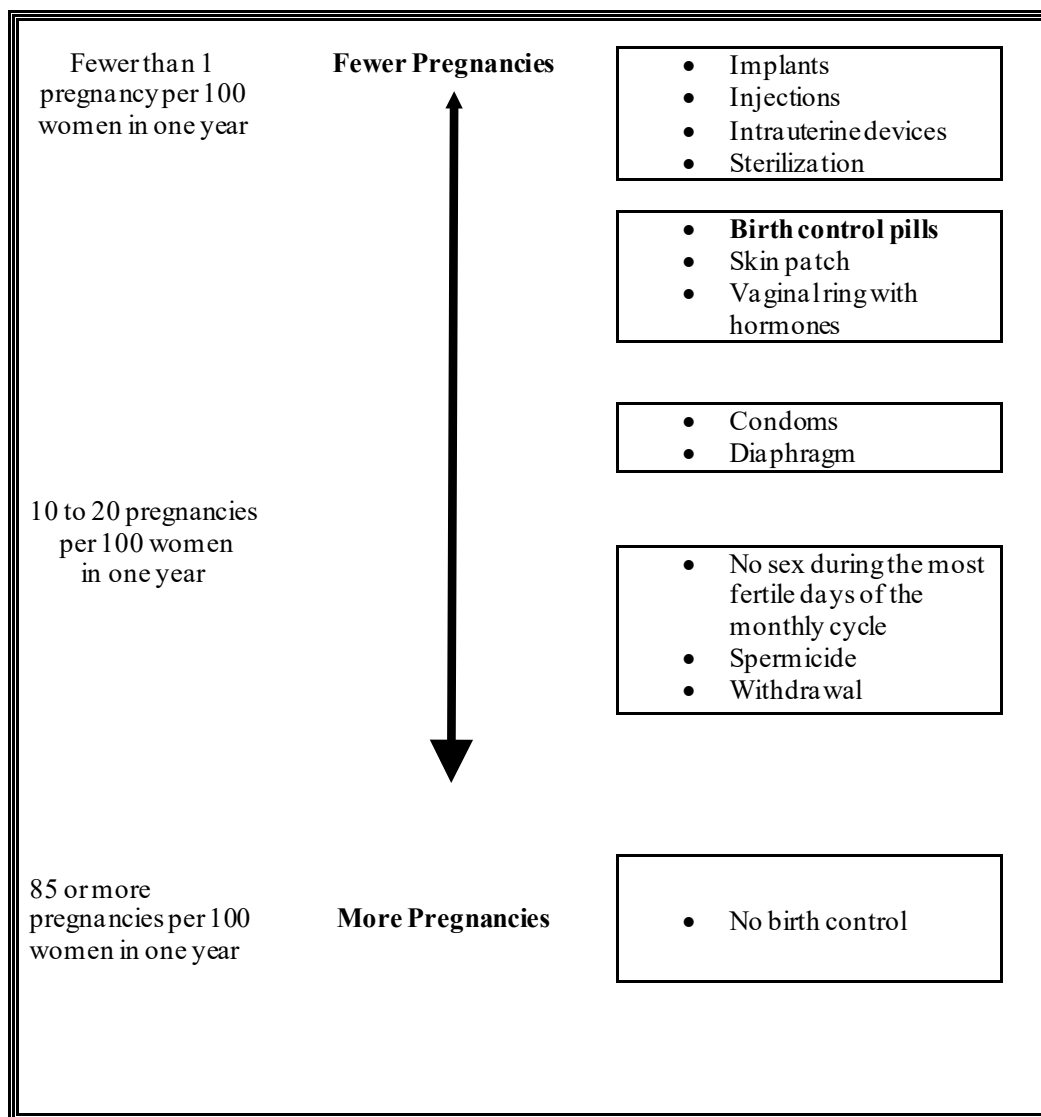 Fewer than 1
pregnancy per 100
women in one year
Fewer Pregnancies
• Implants
• Injections
• Intrauterine devices
• Sterilization
• Birth control pills
• Skin patch
• Vaginal ring with
hormones
• Condoms
• Diaphragm
10 to 20 pregnancies
per 100 women
in one year
• No sex during the most
fertile days of the
monthly cycle
• Spermicide
• Withdrawal
85 or more
pregnancies per 100
women in one year
More Pregnancies
• No birth control